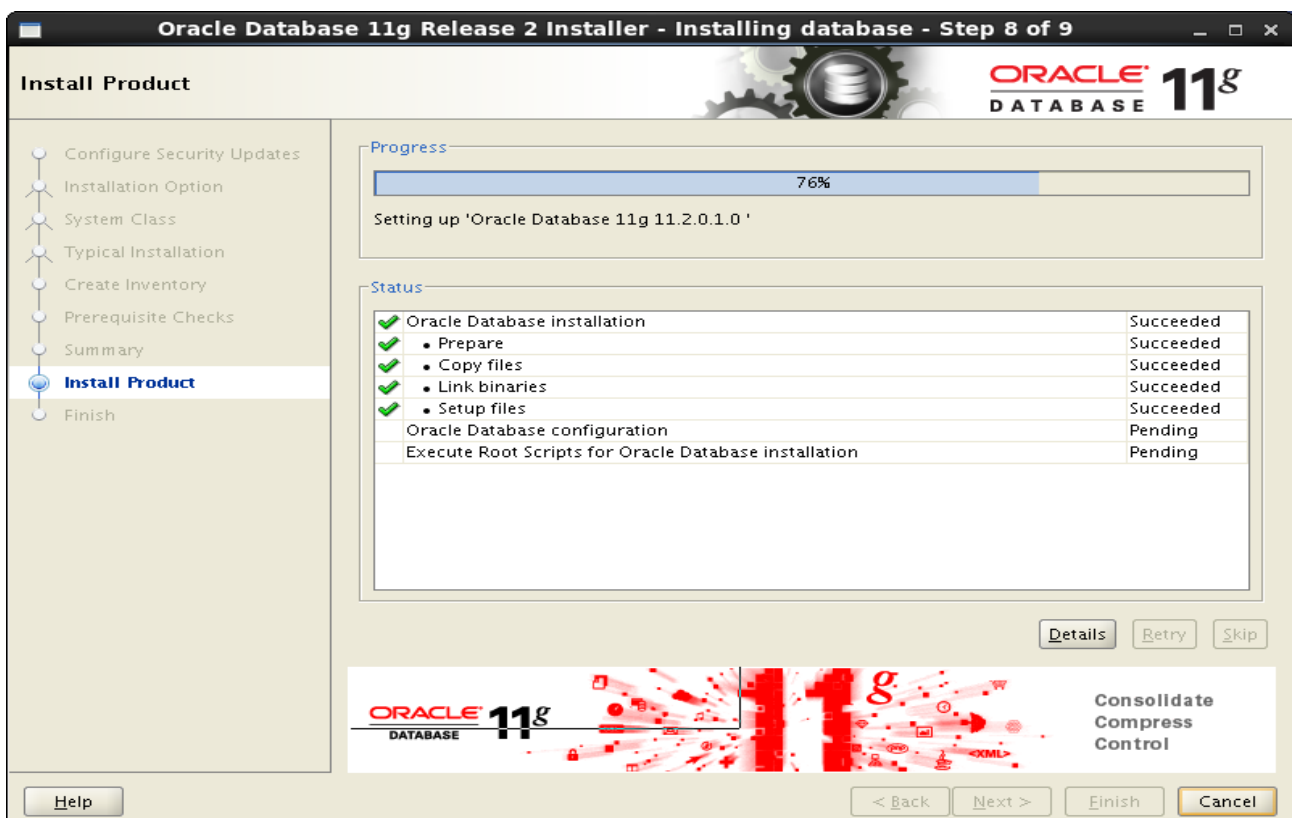 Oracle Database 11g Release 2 Installer - Installing database - Step 8 of 9
Install Product
ORACLE DATABASE 11g
Configure Security Updates
Installation Option
System Class
Typical Installation
Create Inventory
Prerequisite Checks
Summary
Install Product
Finish
Progress
76%
Setting up 'Oracle Database 11g 11.2.0.1.0 '
Status
Oracle Database installation Succeeded
• Prepare Succeeded
• Copy files Succeeded
• Link binaries Succeeded
• Setup files Succeeded
Oracle Database configuration Pending
Execute Root Scripts for Oracle Database installation Pending
Details Retry Skip
ORACLE DATABASE 11g
11g
php
<XML>
Consolidate
Compress
Control
Help < Back Next > Finish Cancel